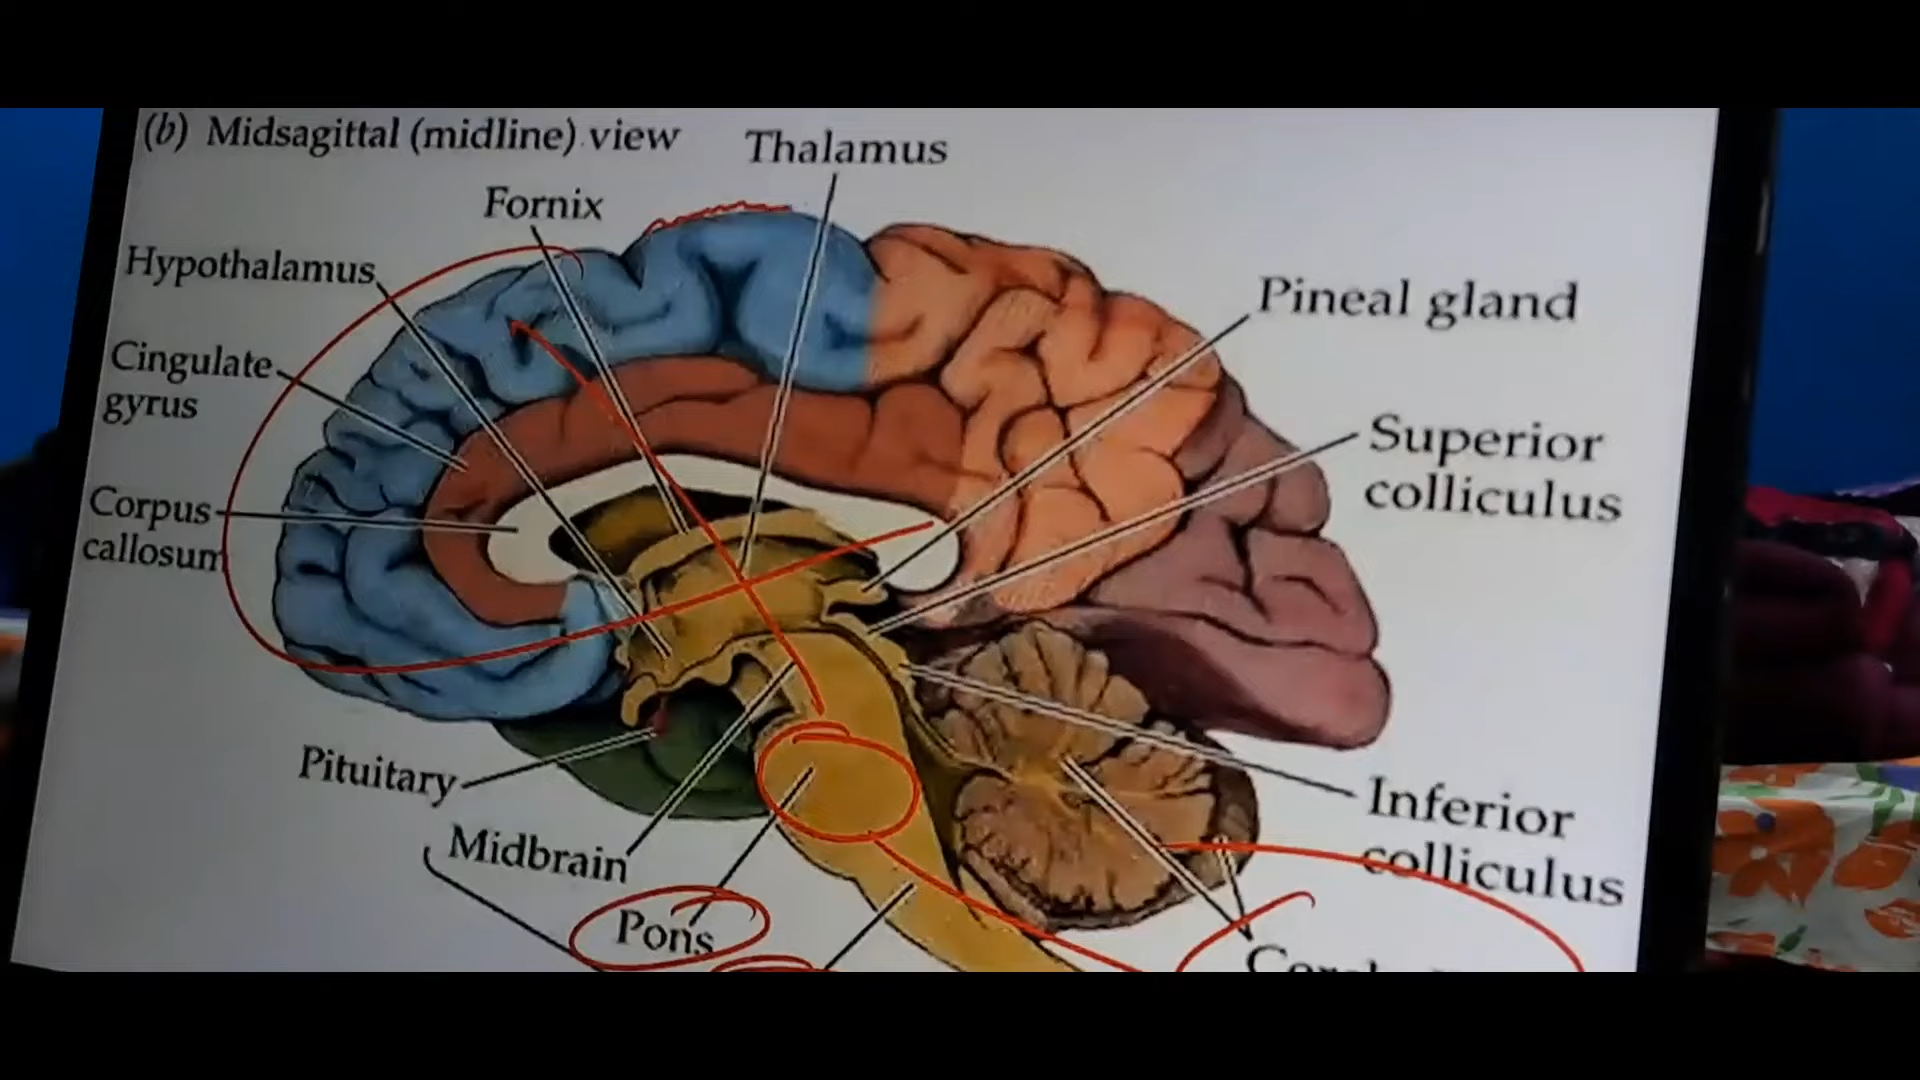 (b) Midsagittal (midline) view
Thalamus
Fornix
Hypothalamus
Cingulate
gyrus
Corpus
callosum
Pineal gland
Superior
colliculus
Pituitary
Midbrain
Pons
Inferior
colliculus